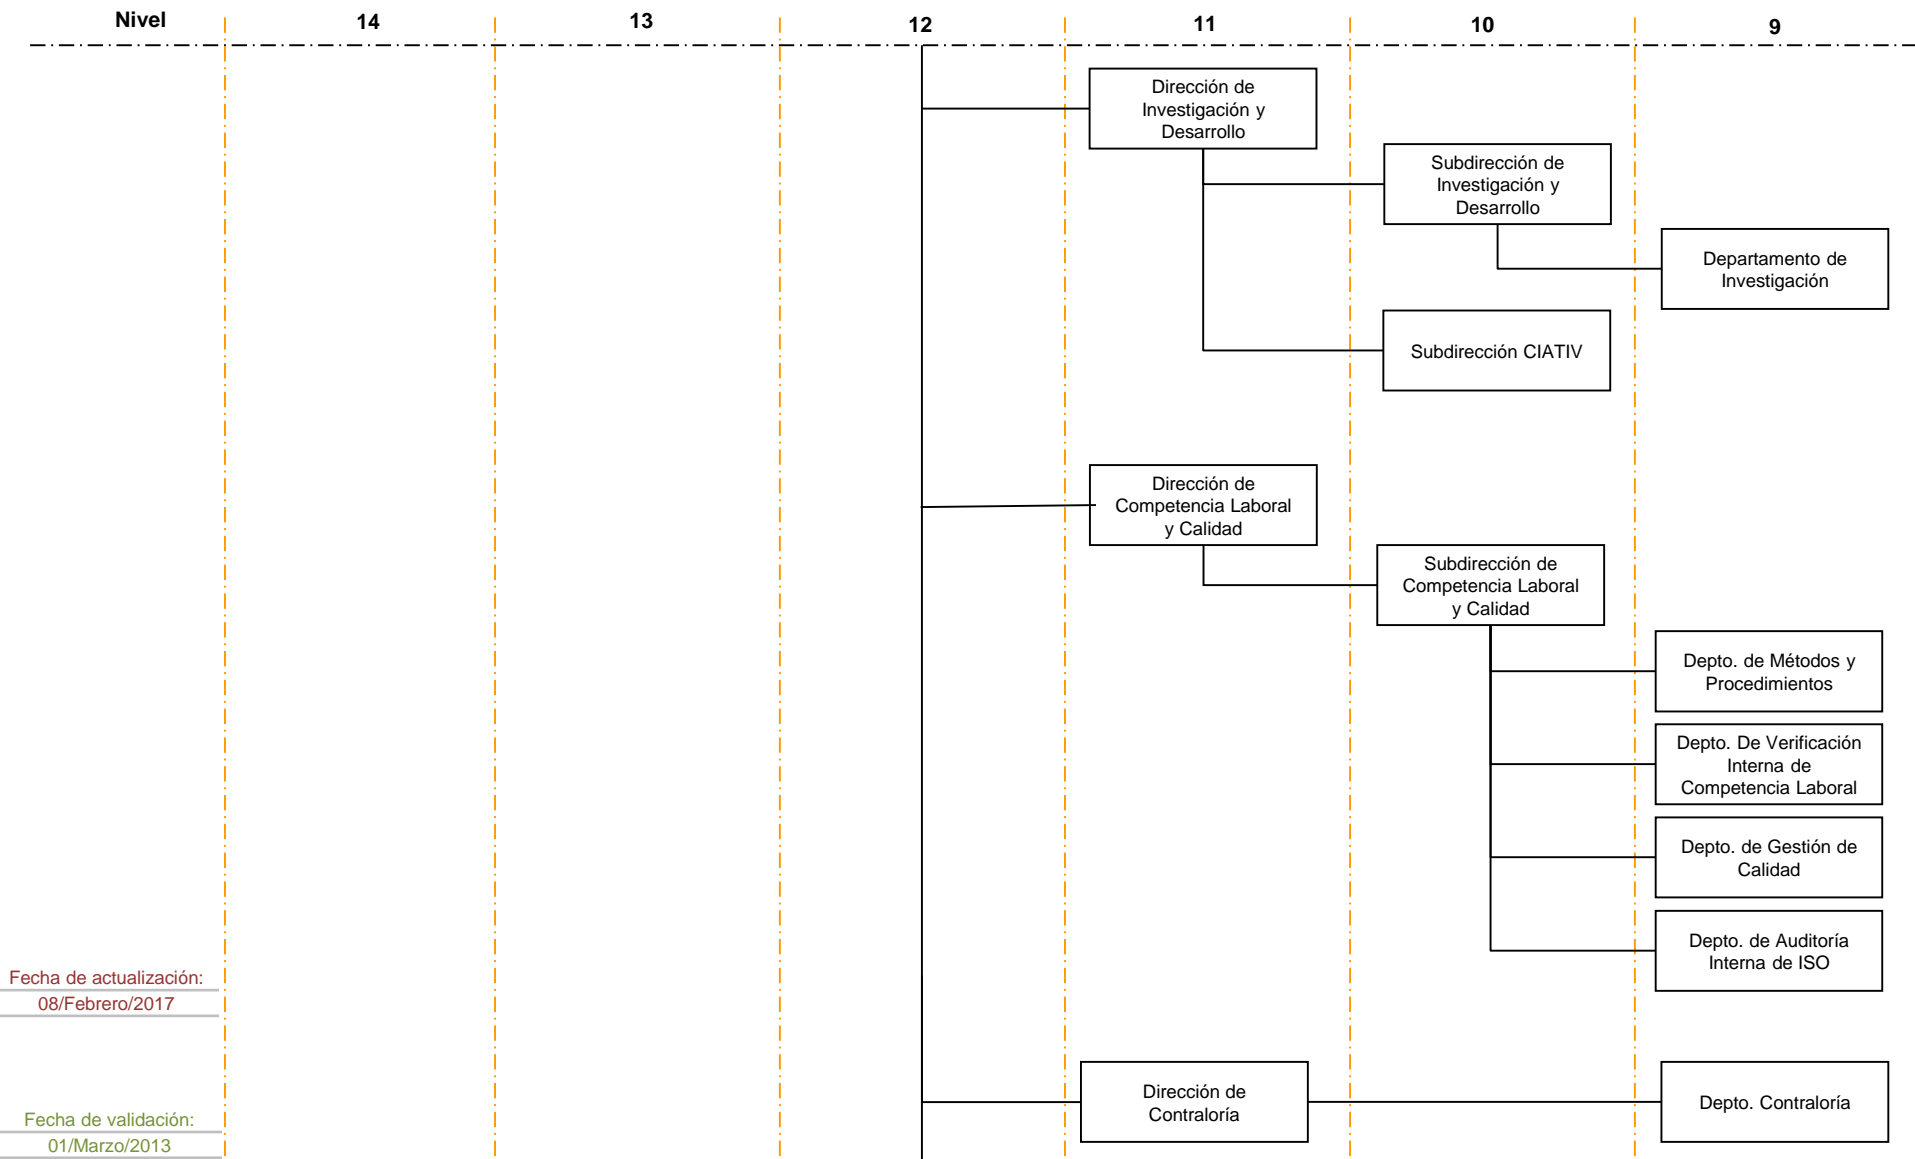 Nivel 14 13 12 11 10 9
Dirección de
Investigación y
Desarrollo
Subdirección de
Investigación y
Desarrollo
Departamento de
Investigación
Subdirección CIATIV
Dirección de
Competencia Laboral
y Calidad
Subdirección de
Competencia Laboral
y Calidad
Depto. de Métodos y
Procedimientos
Depto. De Verificación
Interna de
Competencia Laboral
Depto. de Gestión de
Calidad
Depto. de Auditoría
Interna de ISO
Fecha de actualización:
08/Febrero/2017
Dirección de
Contraloría
Depto. Contraloría
Fecha de validación:
01/Marzo/2013